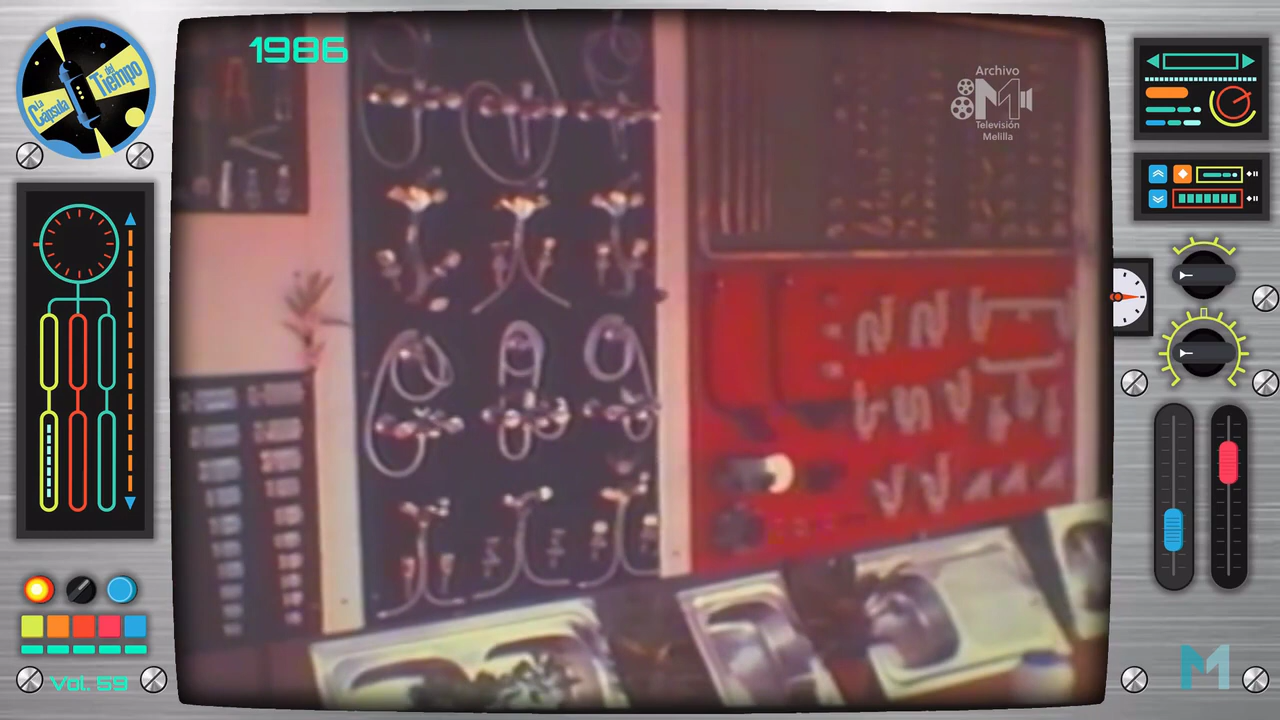 La Cápsula
del
Tiempo
1986
Archivo
M
Televisión
Melilla
Vol. 59
M